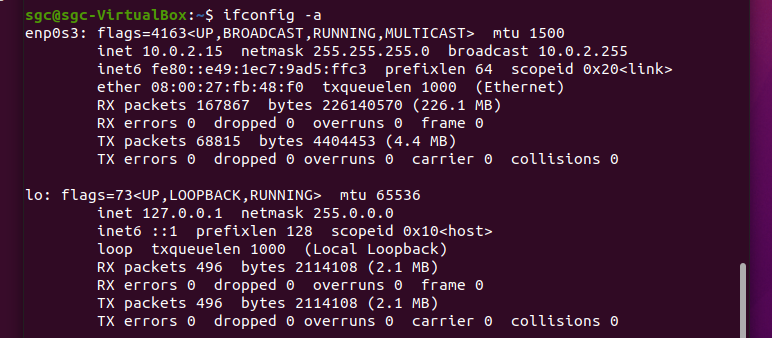 sgc@sgc-VirtualBox:~$ ifconfig -a
enp0s3: flags=4163<UP,BROADCAST,RUNNING,MULTICAST>  mtu 1500
        inet 10.0.2.15  netmask 255.255.255.0  broadcast 10.0.2.255
        inet6 fe80::e49:1ec7:9ad5:ffc3  prefixlen 64  scopeid 0x20<link>
        ether 08:00:27:fb:48:f0  txqueuelen 1000  (Ethernet)
        RX packets 167867  bytes 226140570 (226.1 MB)
        RX errors 0  dropped 0  overruns 0  frame 0
        TX packets 68815  bytes 4404453 (4.4 MB)
        TX errors 0  dropped 0 overruns 0  carrier 0  collisions 0

lo: flags=73<UP,LOOPBACK,RUNNING>  mtu 65536
        inet 127.0.0.1  netmask 255.0.0.0
        inet6 ::1  prefixlen 128  scopeid 0x10<host>
        loop  txqueuelen 1000  (Local Loopback)
        RX packets 496  bytes 2114108 (2.1 MB)
        RX errors 0  dropped 0  overruns 0  frame 0
        TX packets 496  bytes 2114108 (2.1 MB)
        TX errors 0  dropped 0 overruns 0  carrier 0  collisions 0